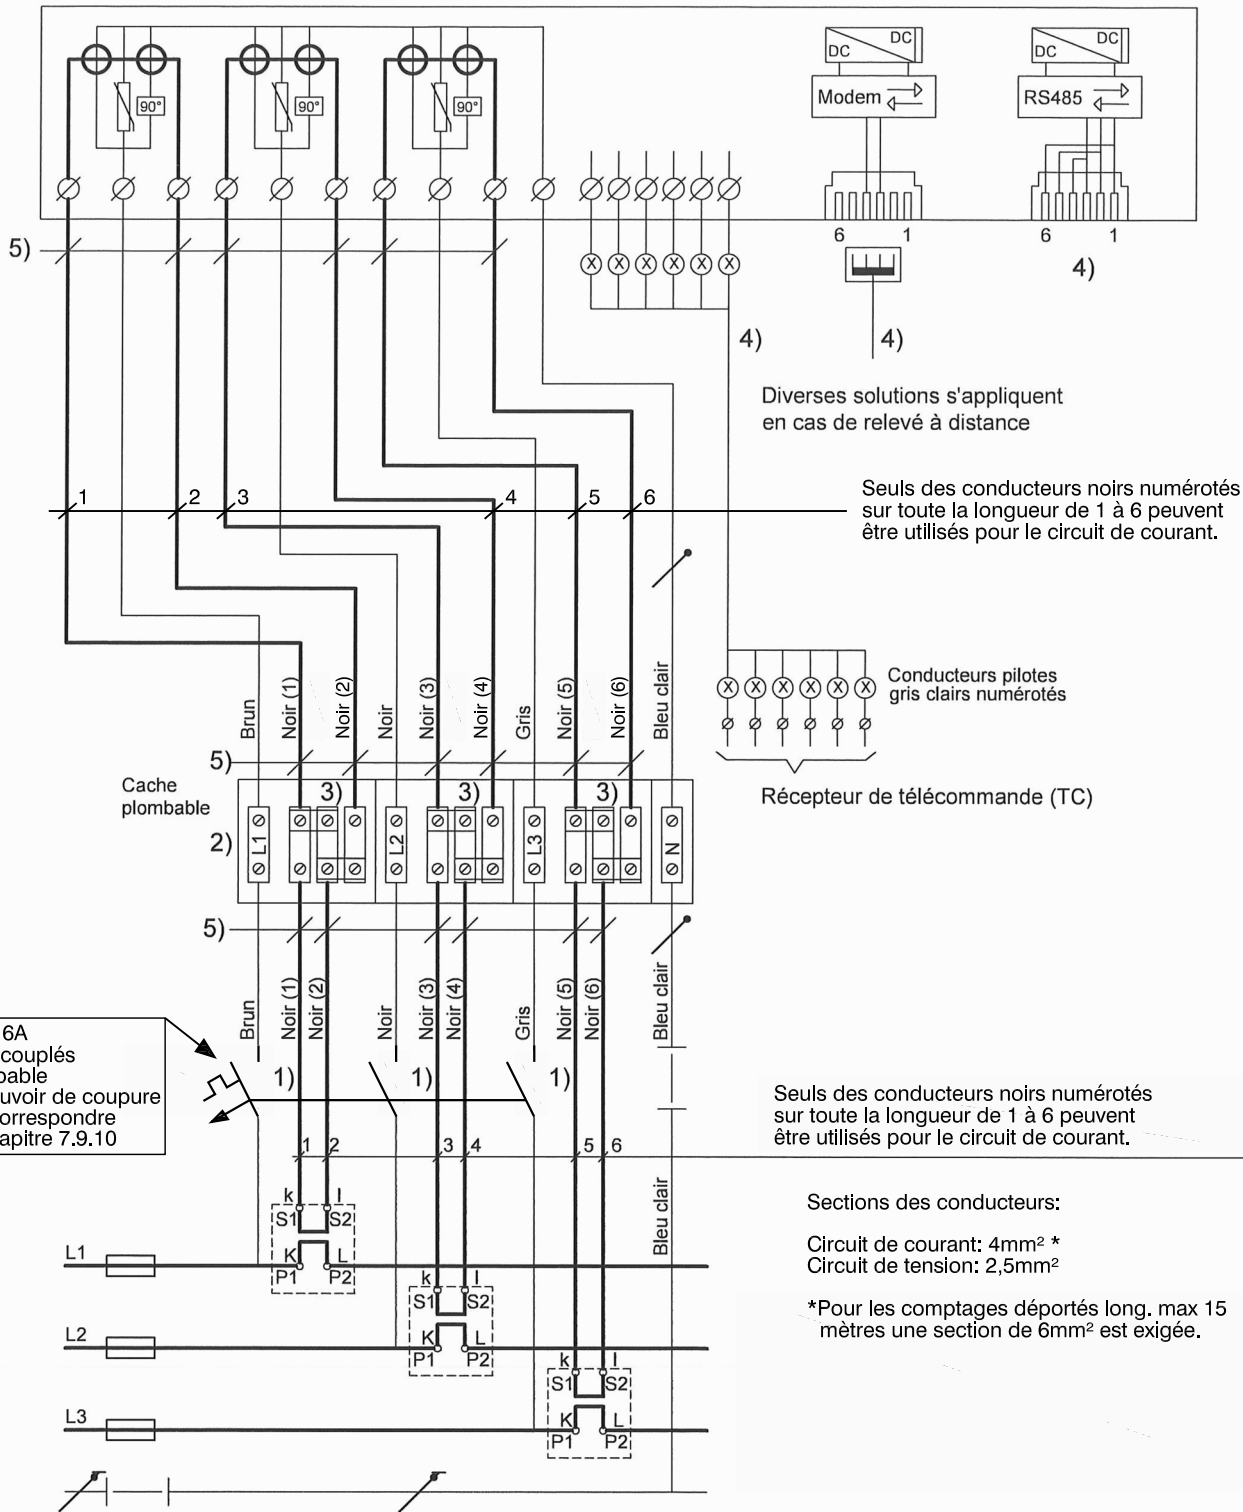 DC DC DC DC
Modem RS485
90° 90° 90°
6 1 6 1
5)
4)
4) 4)
Diverses solutions s'appliquent
en cas de relevé à distance
1 2 3 4 5 6
Seuls des conducteurs noirs numérotés
sur toute la longueur de 1 à 6 peuvent
être utilisés pour le circuit de courant.
X X X X X X
X X X X X X
Conducteurs pilotes
gris clairs numérotés
Récepteur de télécommande (TC)
Brun Noir (1) Noir (2) Noir Noir (3) Noir (4) Gris Noir (5) Noir (6) Bleu clair
5)
Cache
plombable
3) 3) 3)
2) L1 L2 L3 N
5)
Brun Noir (1) Noir (2) Noir Noir (3) Noir (4) Gris Noir (5) Noir (6) Bleu clair
6A
couplés
bable
uvoir de coupure
orrespondre
apitre 7.9.10
1) 1) 1)
Seuls des conducteurs noirs numérotés
sur toute la longueur de 1 à 6 peuvent
être utilisés pour le circuit de courant.
1 2 3 4 5 6
Bleu clair
Sections des conducteurs:
Circuit de courant: 4mm² *
Circuit de tension: 2,5mm²
*Pour les comptages déportés long. max 15
mètres une section de 6mm² est exigée.
k l
S1 S2
L1 K L
P1 P2
k l
S1 S2
L2 K L
P1 P2
k l
S1 S2
L3 K L
P1 P2